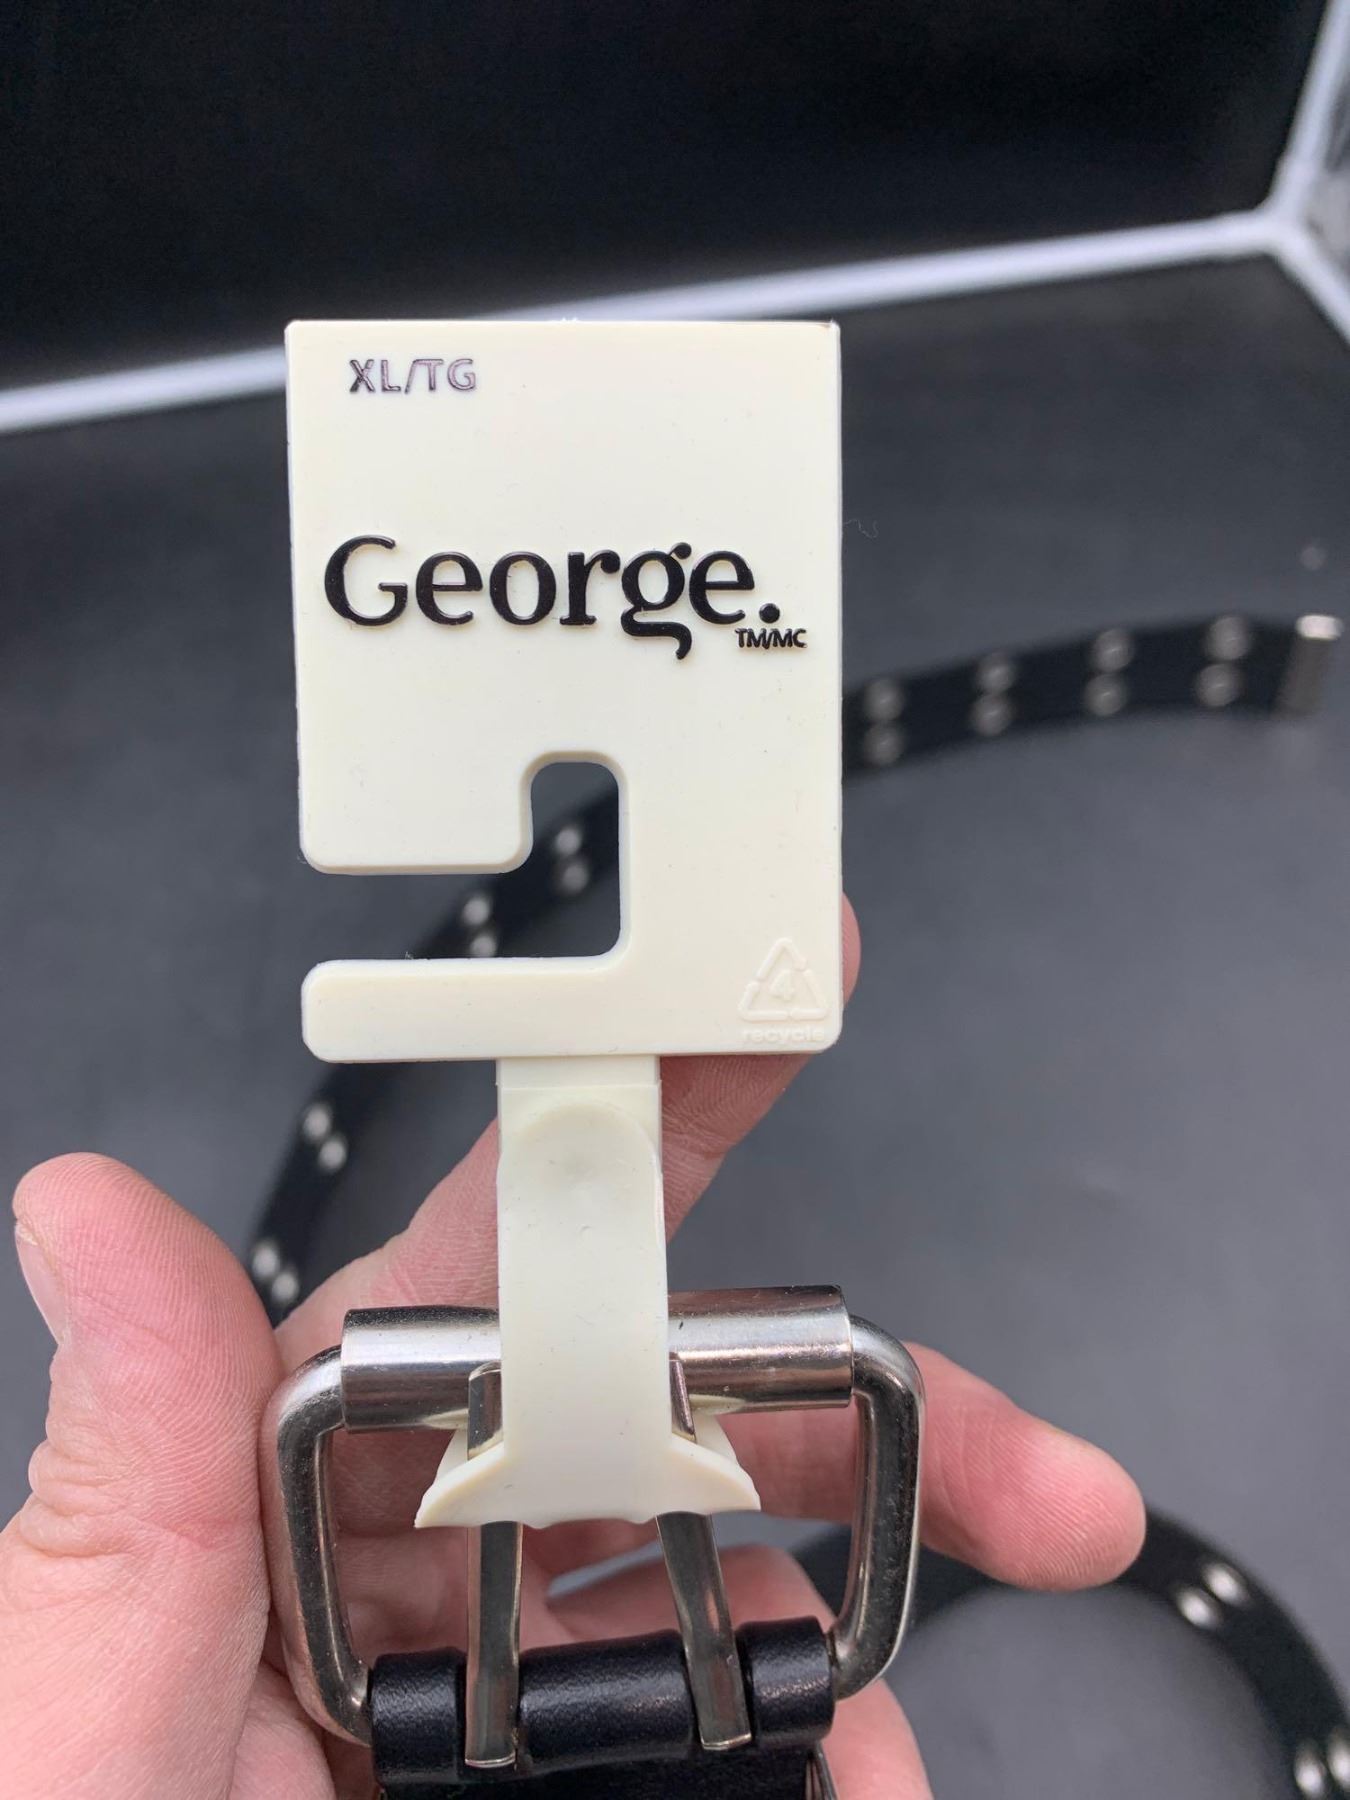 XL/TG
George.
TM/MC
4
recycle